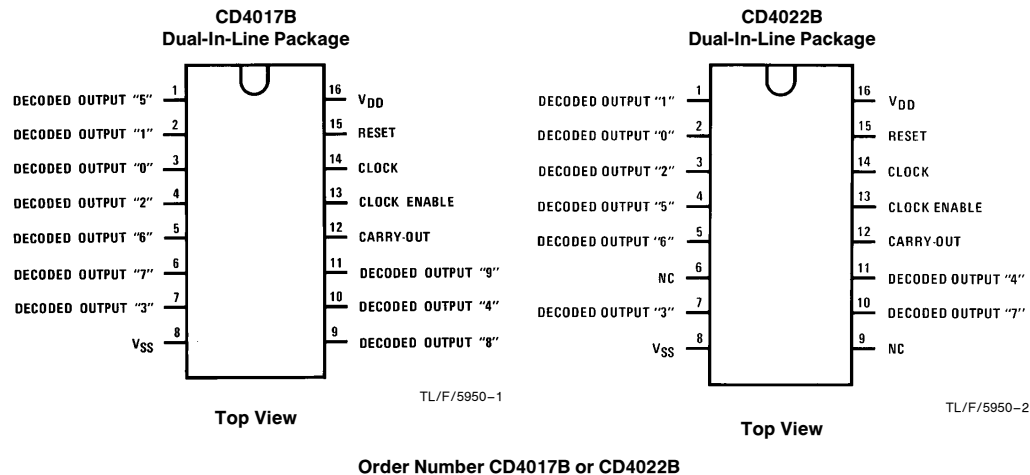 CD4017B
Dual-In-Line Package
DECODED OUTPUT "5" 1
DECODED OUTPUT "1" 2
DECODED OUTPUT "0" 3
DECODED OUTPUT "2" 4
DECODED OUTPUT "6" 5
DECODED OUTPUT "7" 6
DECODED OUTPUT "3" 7
VSS 8
16 VDD
15 RESET
14 CLOCK
13 CLOCK ENABLE
12 CARRY-OUT
11 DECODED OUTPUT "9"
10 DECODED OUTPUT "4"
9 DECODED OUTPUT "8"
TL/F/5950–1
Top View
CD4022B
Dual-In-Line Package
DECODED OUTPUT "1" 1
DECODED OUTPUT "0" 2
DECODED OUTPUT "2" 3
DECODED OUTPUT "5" 4
DECODED OUTPUT "6" 5
NC 6
DECODED OUTPUT "3" 7
VSS 8
16 VDD
15 RESET
14 CLOCK
13 CLOCK ENABLE
12 CARRY-OUT
11 DECODED OUTPUT "4"
10 DECODED OUTPUT "7"
9 NC
TL/F/5950–2
Top View
Order Number CD4017B or CD4022B